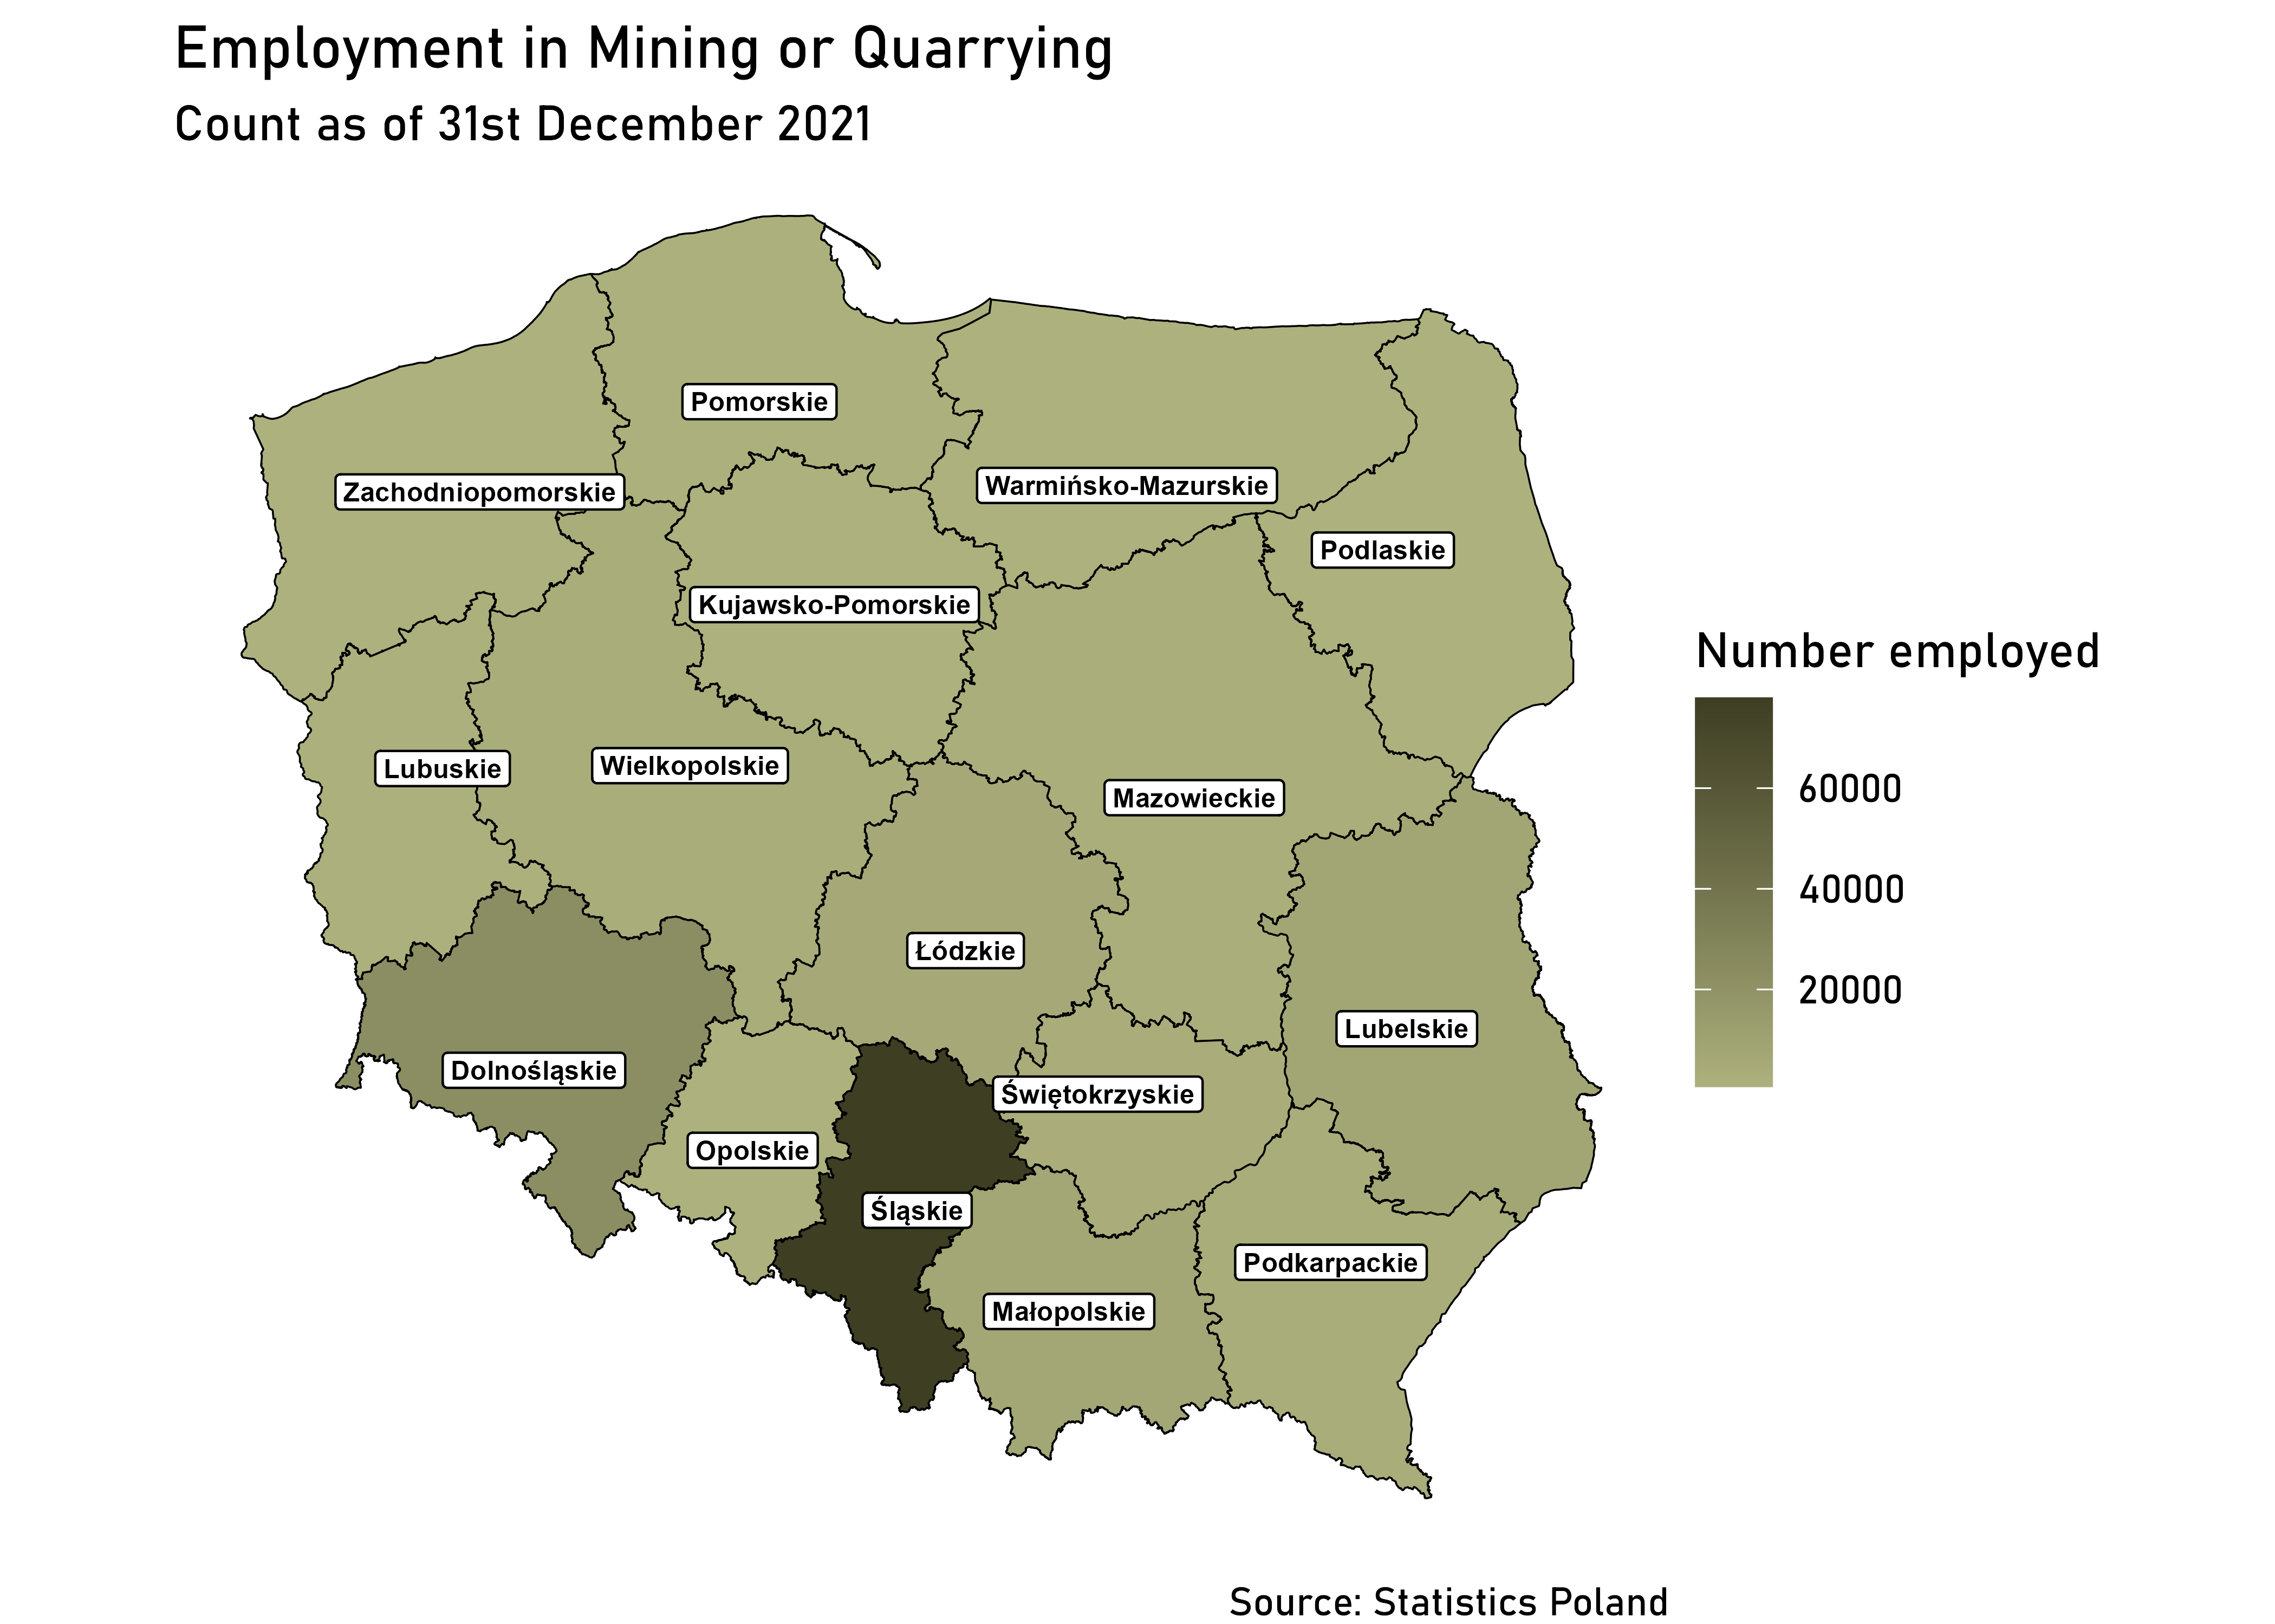 Employment in Mining or Quarrying
Count as of 31st December 2021
Pomorskie
Zachodniopomorskie
Warmińsko-Mazurskie
Podlaskie
Kujawsko-Pomorskie
Lubuskie
Wielkopolskie
Mazowieckie
Łódzkie
Lubelskie
Dolnośląskie
Świętokrzyskie
Opolskie
Śląskie
Podkarpackie
Małopolskie
Number employed
60000
40000
20000
Source: Statistics Poland